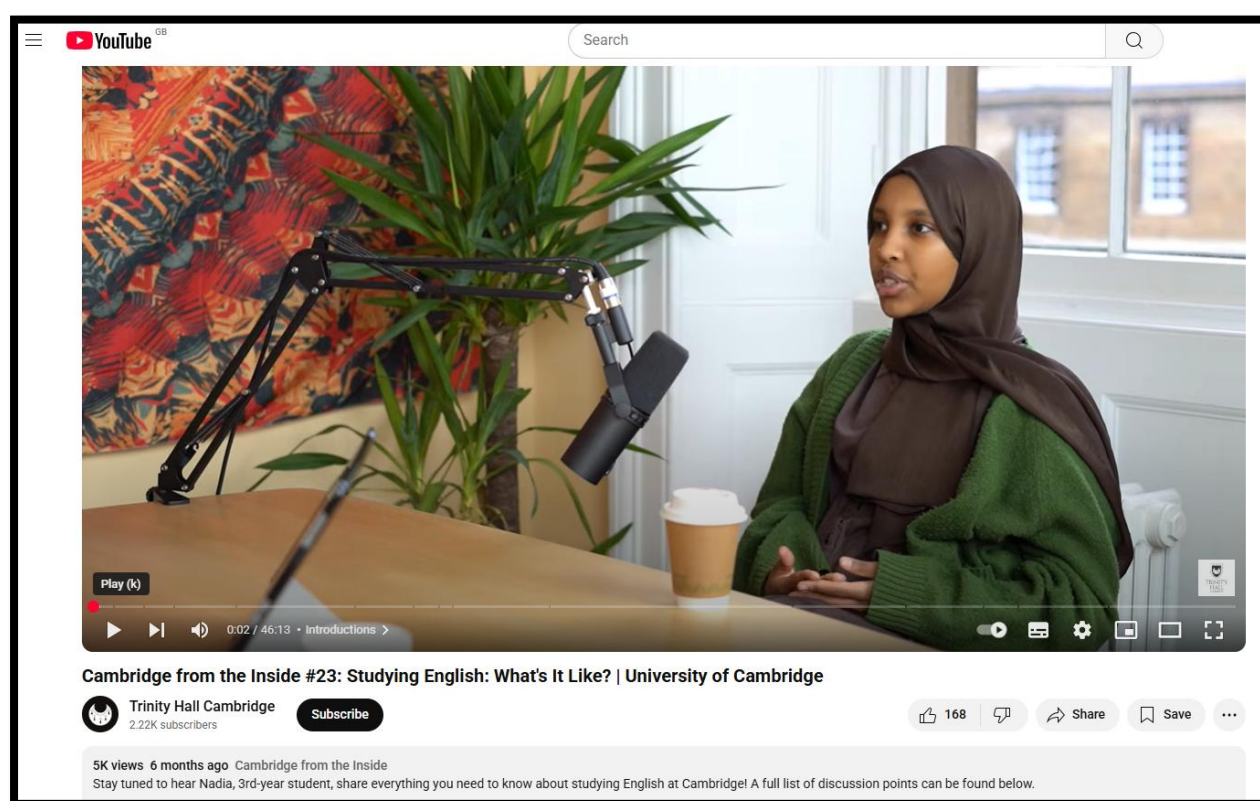 YouTube GB
Search
TRINITY
HALL
Play (k)
0:02 / 46:13 • Introductions
Cambridge from the Inside #23: Studying English: What's It Like? | University of Cambridge
Trinity Hall Cambridge
2.22K subscribers
Subscribe
168
Share
Save
5K views 6 months ago Cambridge from the Inside
Stay tuned to hear Nadia, 3rd-year student, share everything you need to know about studying English at Cambridge! A full list of discussion points can be found below.